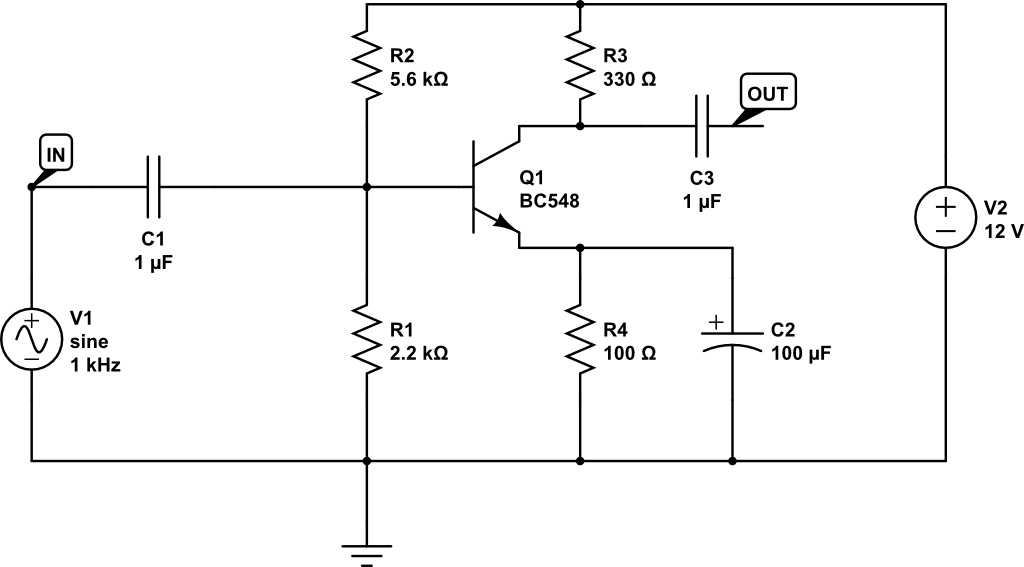 R2
5.6 kΩ
R3
330 Ω
OUT
IN
Q1
BC548
C3
1 µF
C1
1 µF
V2
12 V
V1
sine
1 kHz
R1
2.2 kΩ
R4
100 Ω
C2
100 µF